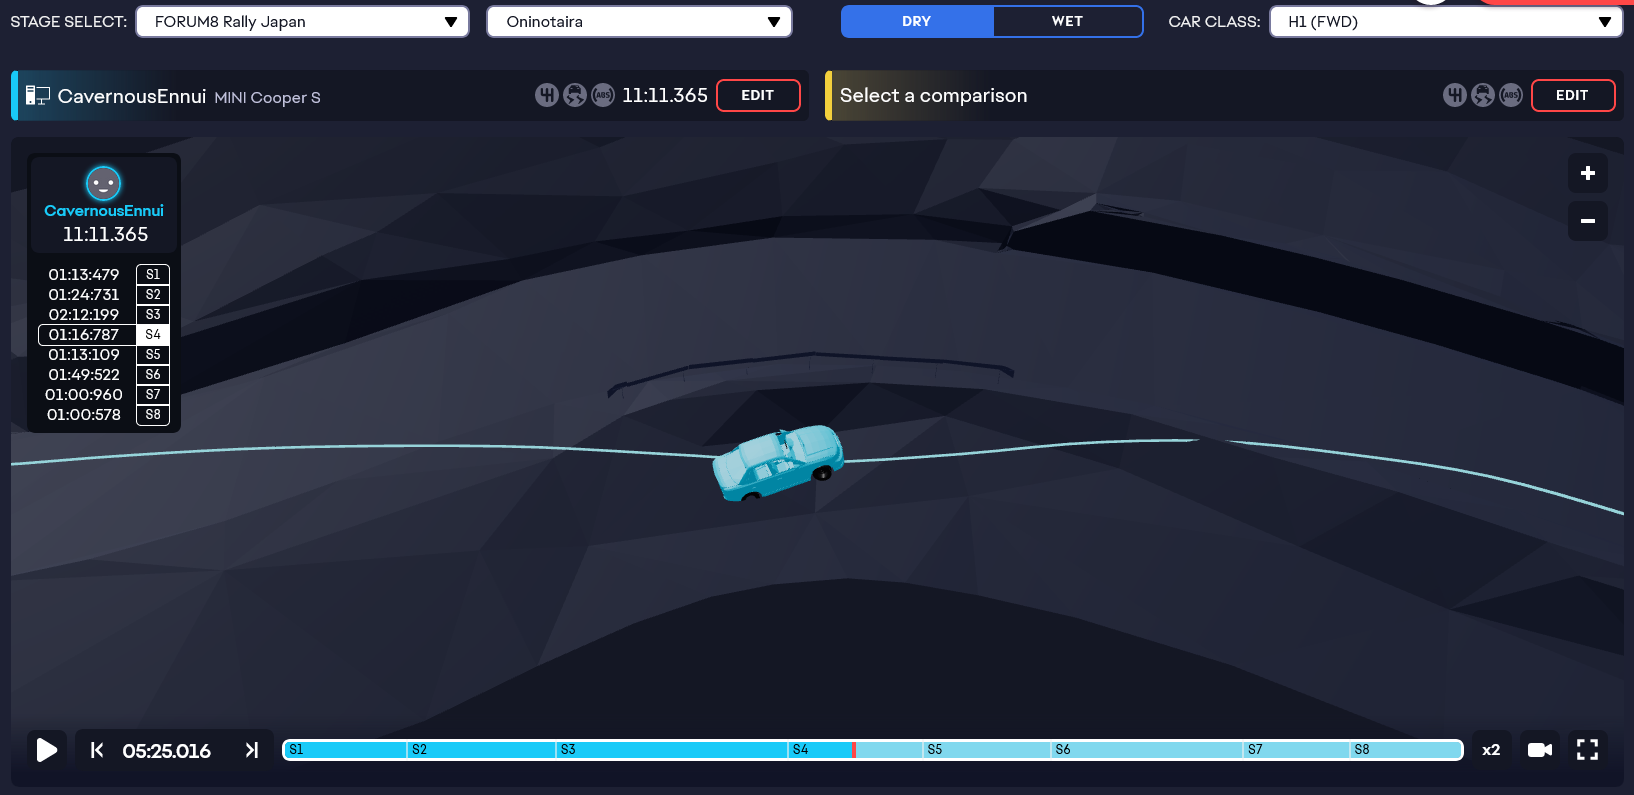 STAGE SELECT: FORUM8 Rally Japan Oninotaira DRY WET CAR CLASS: H1 (FWD)
CavernousEnnui MINI Cooper S ABS 11:11.365 EDIT
Select a comparison ABS EDIT
CavernousEnnui
11:11.365
01:13:479 S1
01:24:731 S2
02:12:199 S3
01:16:787 S4
01:13:109 S5
01:49:522 S6
01:00:960 S7
01:00:578 S8
05:25.016 S1 S2 S3 S4 S5 S6 S7 S8 x2